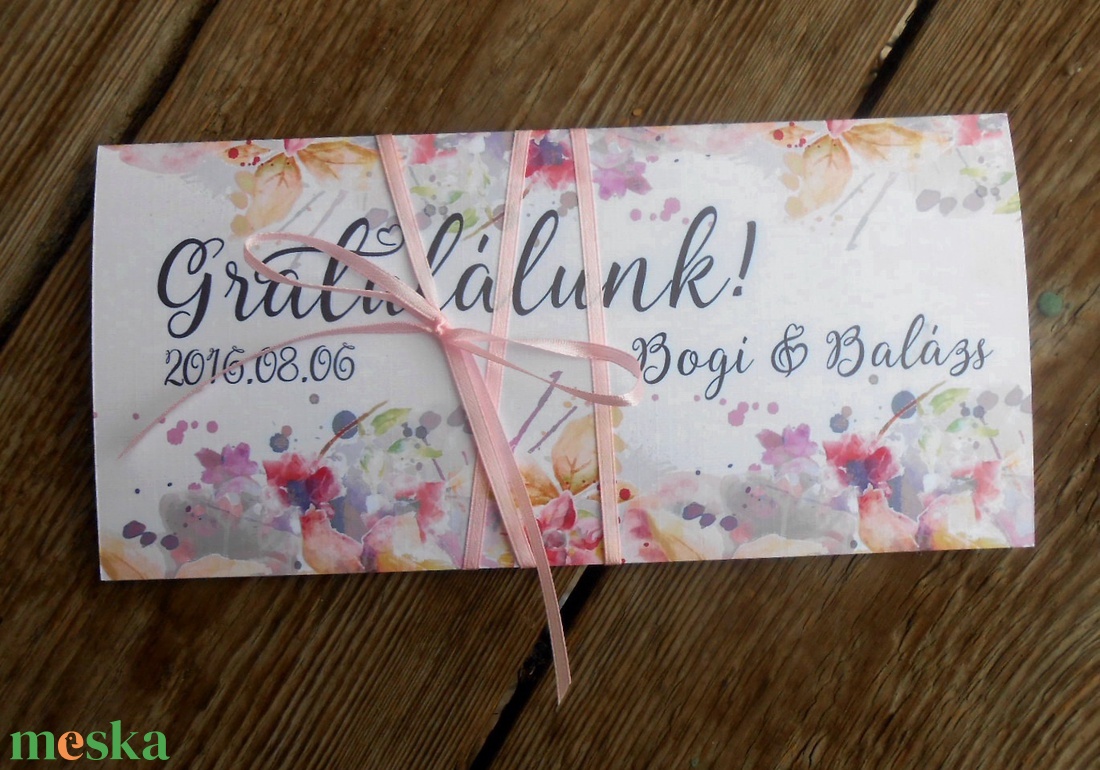 Gratulálunk!
2016.08.06
Bogi & Balázs
meska